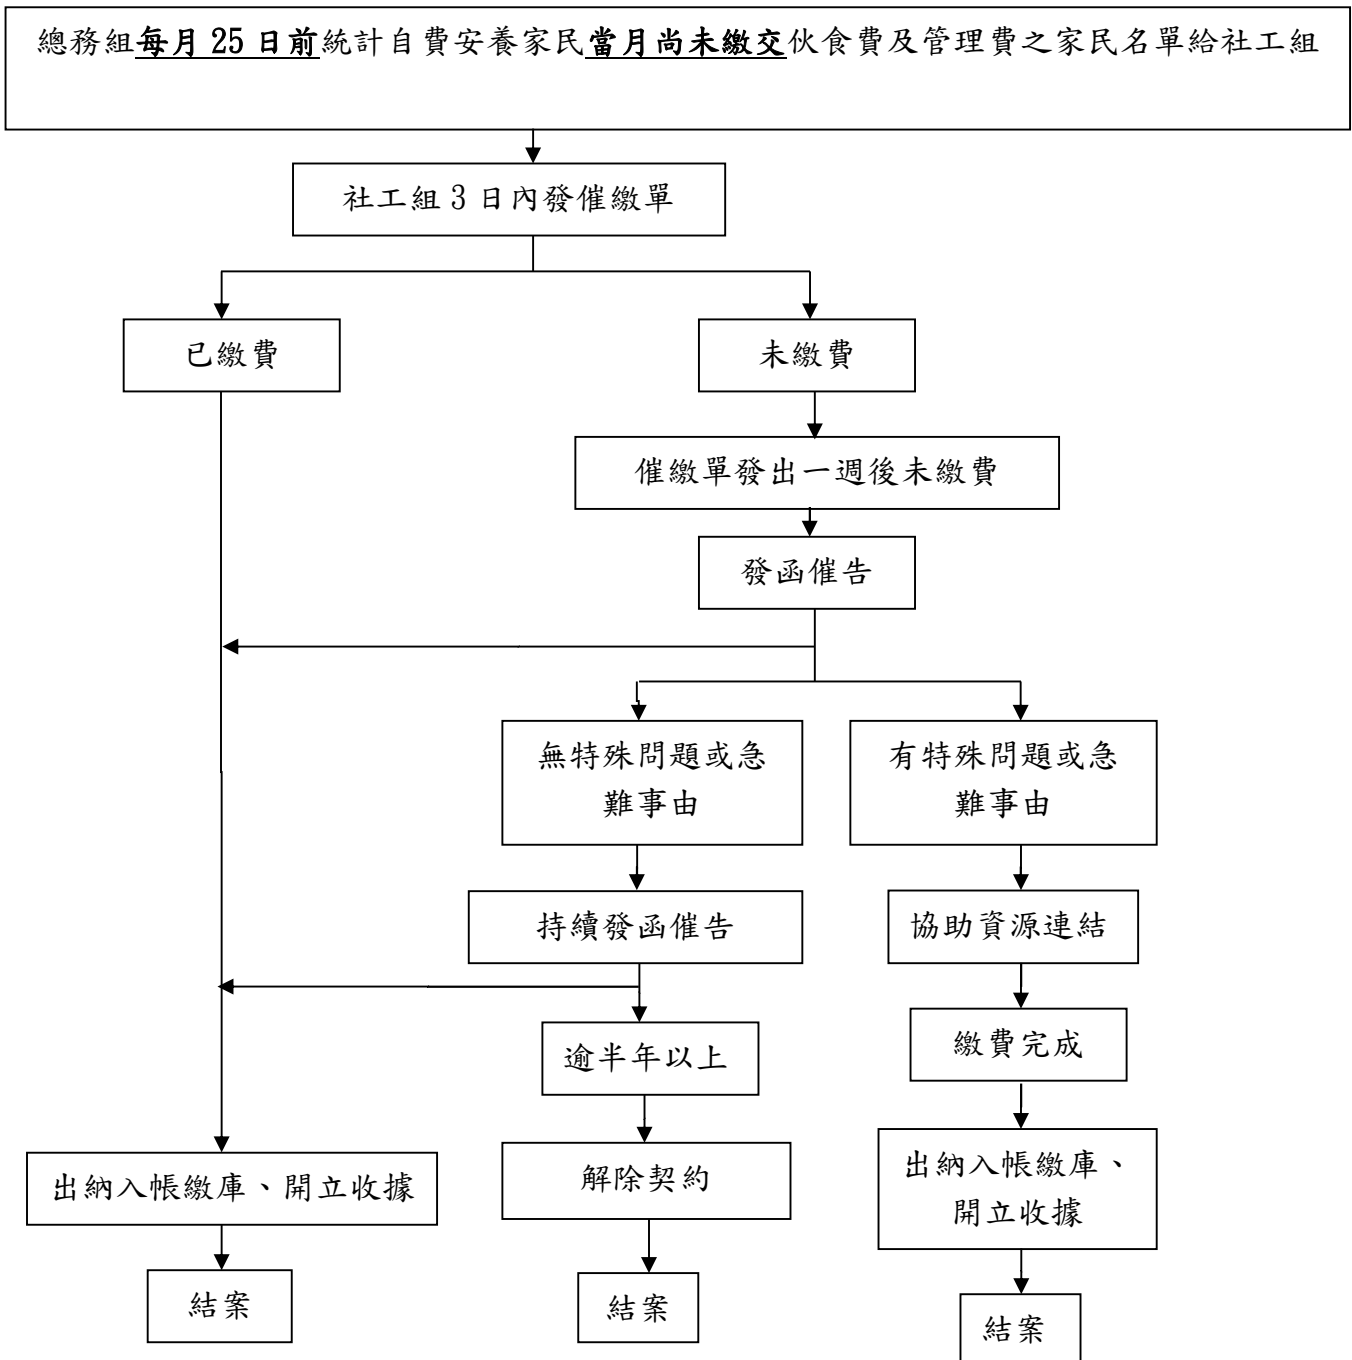 總務組每月 25 日前統計自費安養家民當月尚未繳交伙食費及管理費之家民名單給社工組
社工組 3 日內發催繳單
已繳費
未繳費
催繳單發出一週後未繳費
發函催告
無特殊問題或急
難事由
有特殊問題或急
難事由
持續發函催告
協助資源連結
逾半年以上
繳費完成
出納入帳繳庫、開立收據
解除契約
出納入帳繳庫、
開立收據
結案
結案
結案